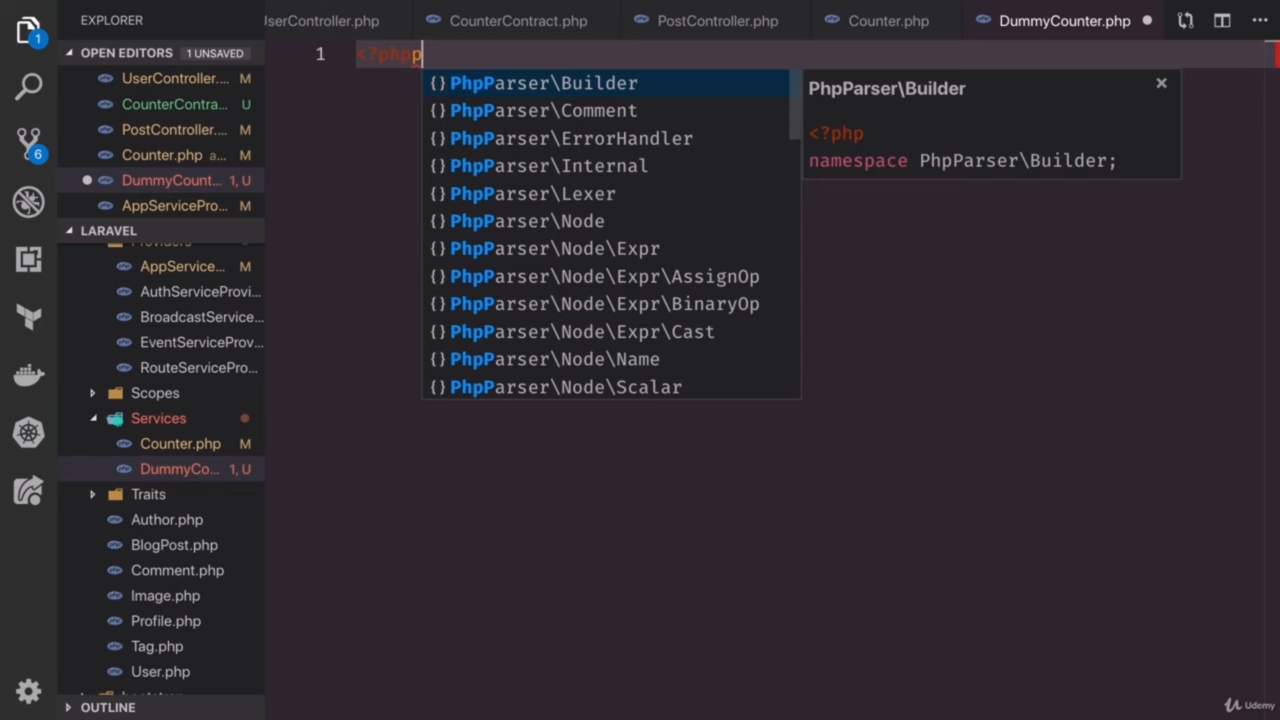 EXPLORER
JserController.php
CounterContract.php
PostController.php
Counter.php
DummyCounter.php
OPEN EDITORS 1 UNSAVED
UserController.... M
CounterContra... U
PostController.... M
Counter.php a... M
DummyCount... 1, U
AppServicePro... M
LARAVEL
Providers
AppService... M
AuthServiceProvi...
BroadcastService...
EventServiceProv...
RouteServicePro...
Scopes
Services
Counter.php M
DummyCo... 1, U
Traits
Author.php
BlogPost.php
Comment.php
Image.php
Profile.php
Tag.php
User.php
OUTLINE
1
6
1 <?phpp
{} PhpParser\Builder
{} PhpParser\Comment
{} PhpParser\ErrorHandler
{} PhpParser\Internal
{} PhpParser\Lexer
{} PhpParser\Node
{} PhpParser\Node\Expr
{} PhpParser\Node\Expr\AssignOp
{} PhpParser\Node\Expr\BinaryOp
{} PhpParser\Node\Expr\Cast
{} PhpParser\Node\Name
{} PhpParser\Node\Scalar
PhpParser\Builder
<?php
namespace PhpParser\Builder;
Udemy